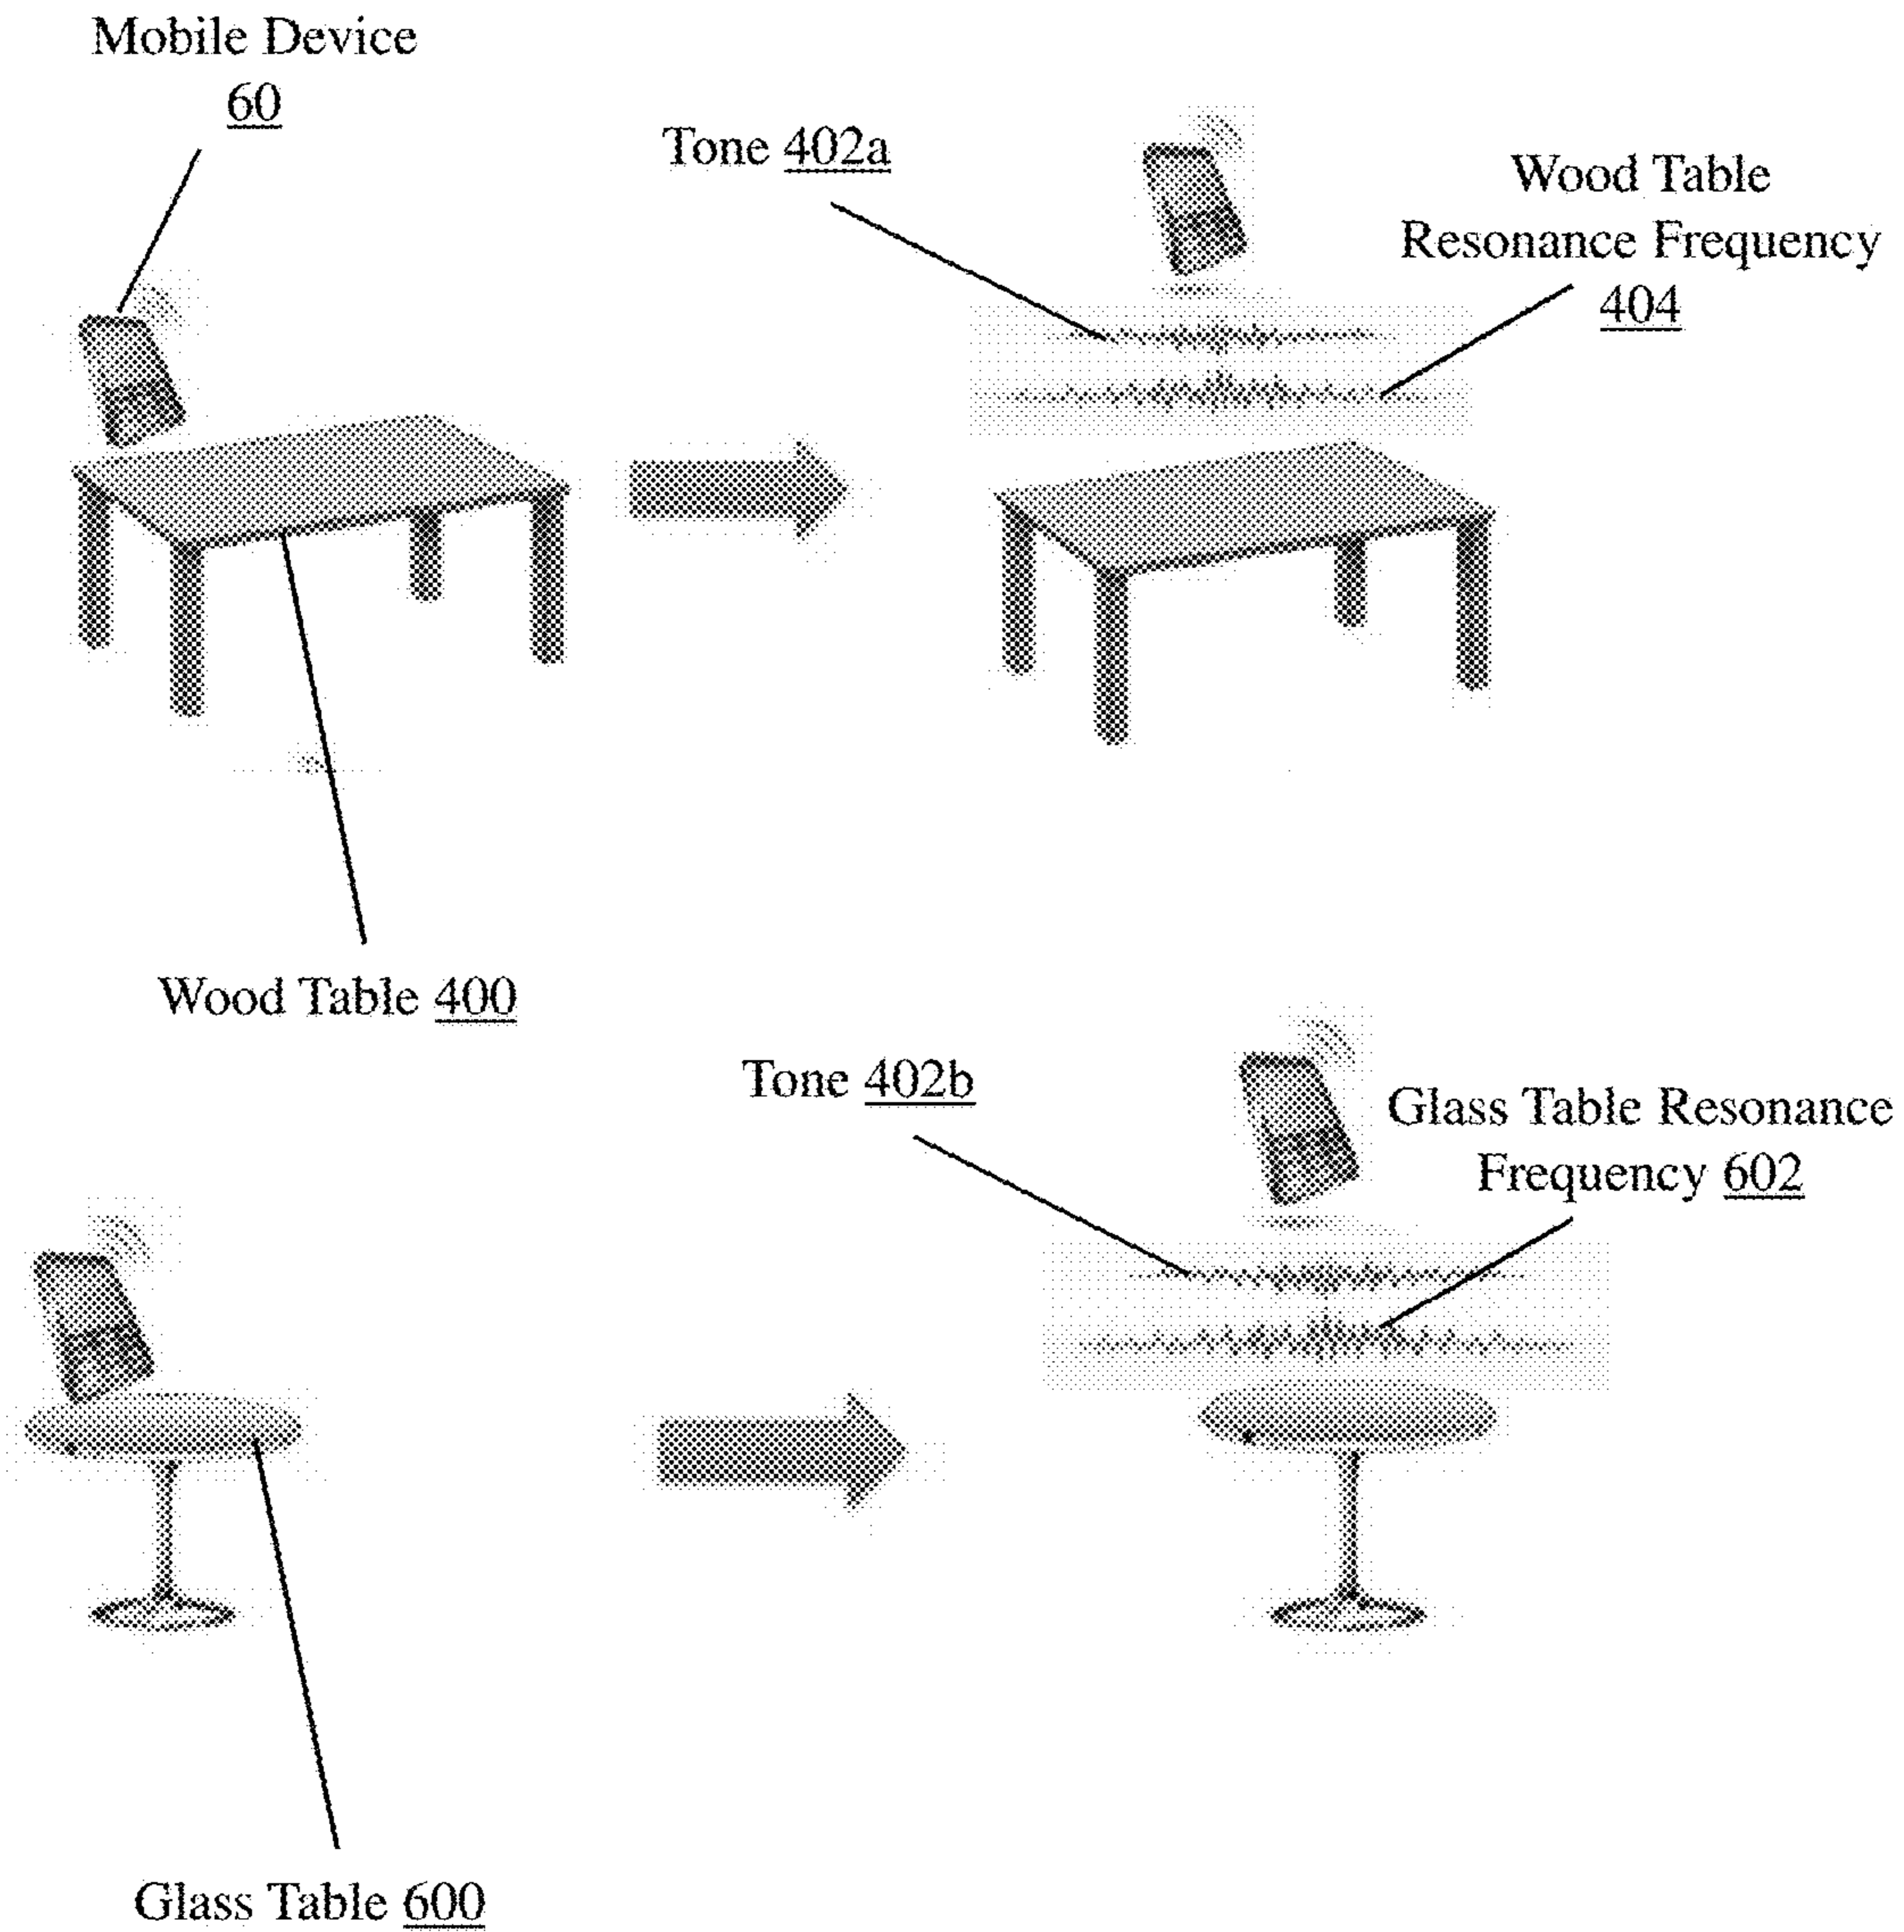 Mobile Device
60
Tone 402a
Wood Table
Resonance Frequency
404
Wood Table 400
Tone 402b
Glass Table Resonance
Frequency 602
Glass Table 600